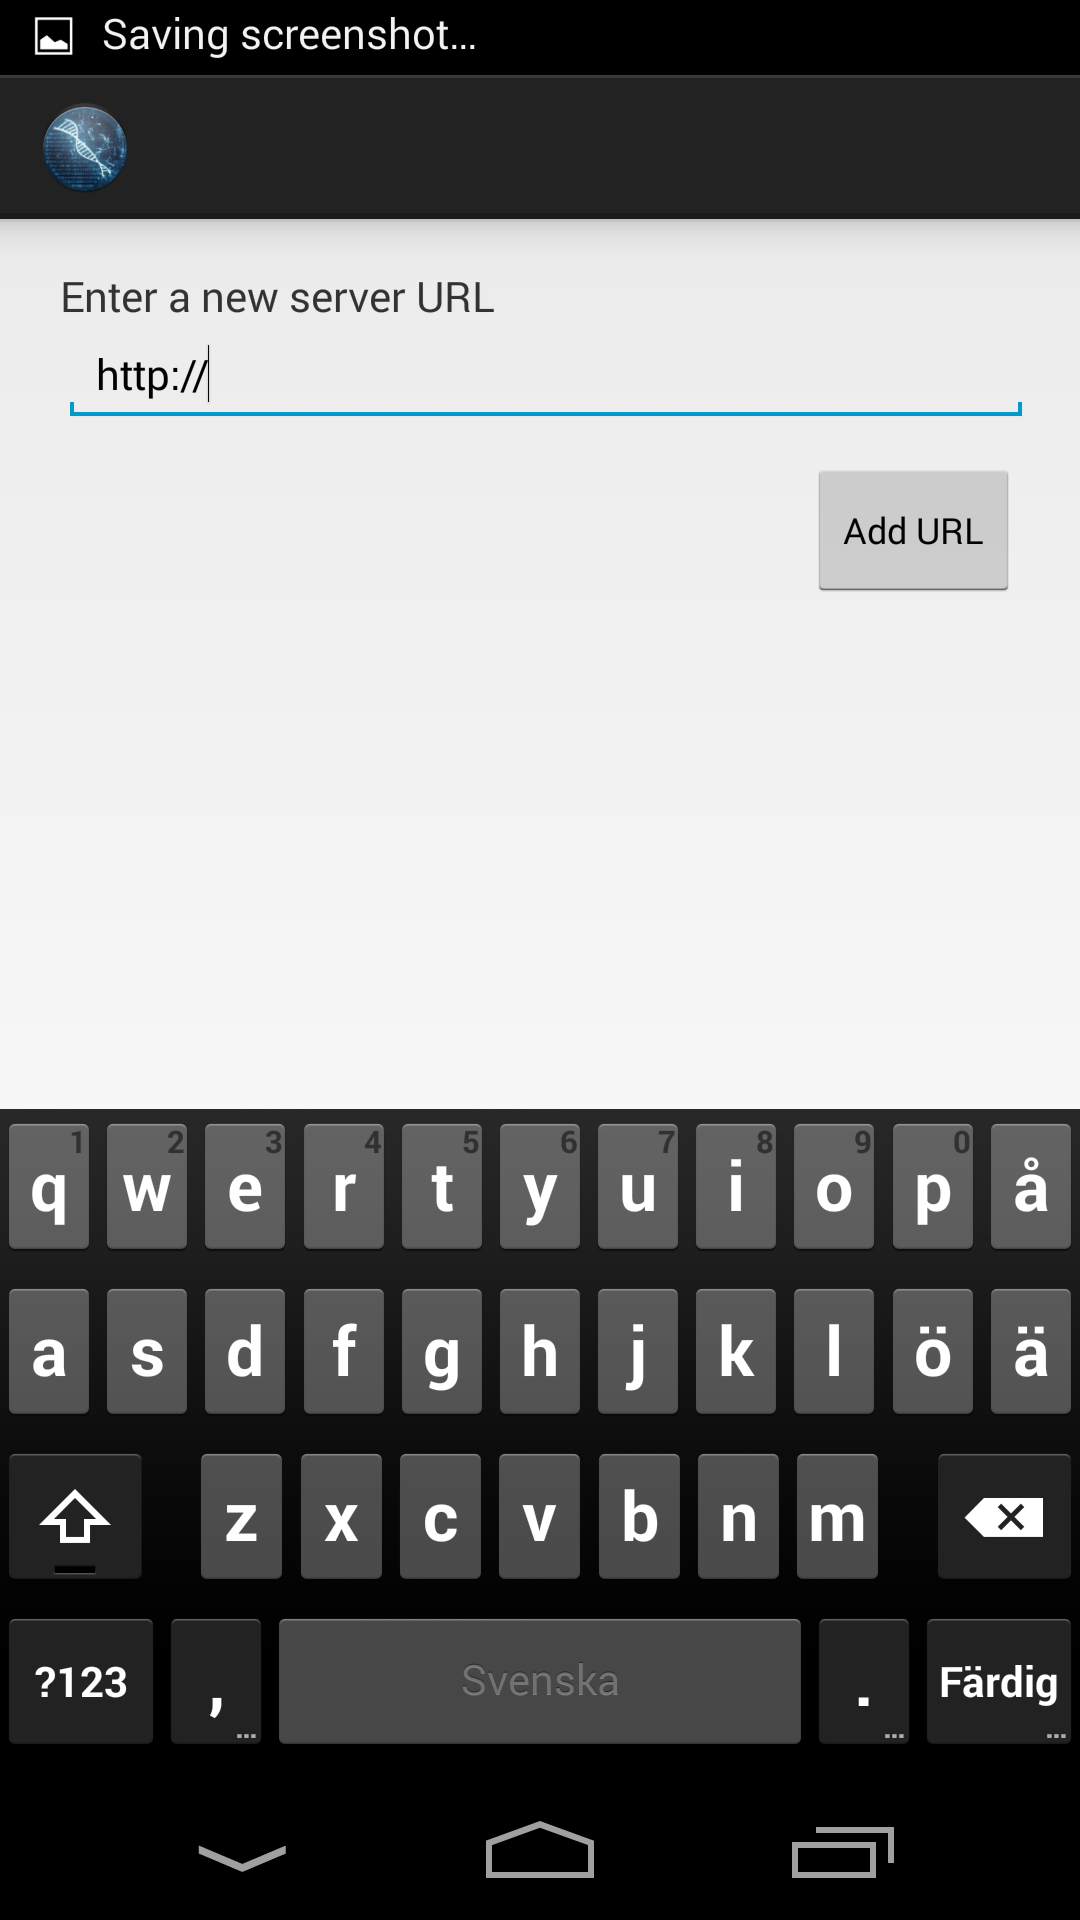 Saving screenshot...
Enter a new server URL
http://
Add URL
1 2 3 4 5 6 7 8 9 0
q w e r t y u i o p å
a s d f g h j k l ö ä
z x c v b n m
?123 , ... Svenska . ... Färdig ...